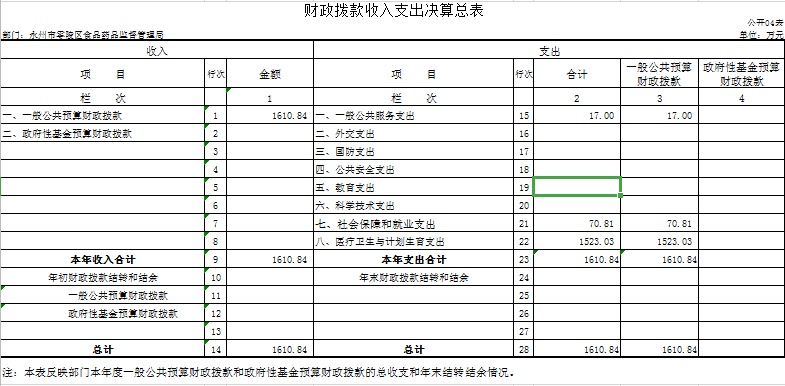 财政拨款收入支出决算总表
公开04表
部门：永州市零陵区食品药品监督管理局 单位：万元
收入 支出
项 目 行次 金额 项 目 行次 合计 一般公共预算财政拨款 政府性基金预算财政拨款
栏 次 1 栏 次 2 3 4
一、一般公共预算财政拨款 1 1610.84 一、一般公共服务支出 15 17.00 17.00
二、政府性基金预算财政拨款 2 二、外交支出 16
3 三、国防支出 17
4 四、公共安全支出 18
5 五、教育支出 19
6 六、科学技术支出 20
7 七、社会保障和就业支出 21 70.81 70.81
8 八、医疗卫生与计划生育支出 22 1523.03 1523.03
本年收入合计 9 1610.84 本年支出合计 23 1610.84 1610.84
年初财政拨款结转和结余 10 年末财政拨款结转和结余 24
一般公共预算财政拨款 11 25
政府性基金预算财政拨款 12 26
13 27
总计 14 1610.84 总计 28 1610.84 1610.84
注：本表反映部门本年度一般公共预算财政拨款和政府性基金预算财政拨款的总收支和年末结转结余情况。